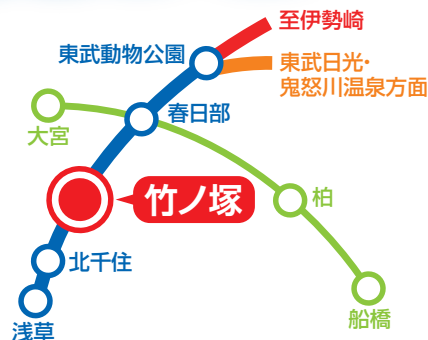 至伊勢崎
東武動物公園
東武日光・
鬼怒川温泉方面
春日部
大宮
竹ノ塚
柏
北千住
船橋
浅草